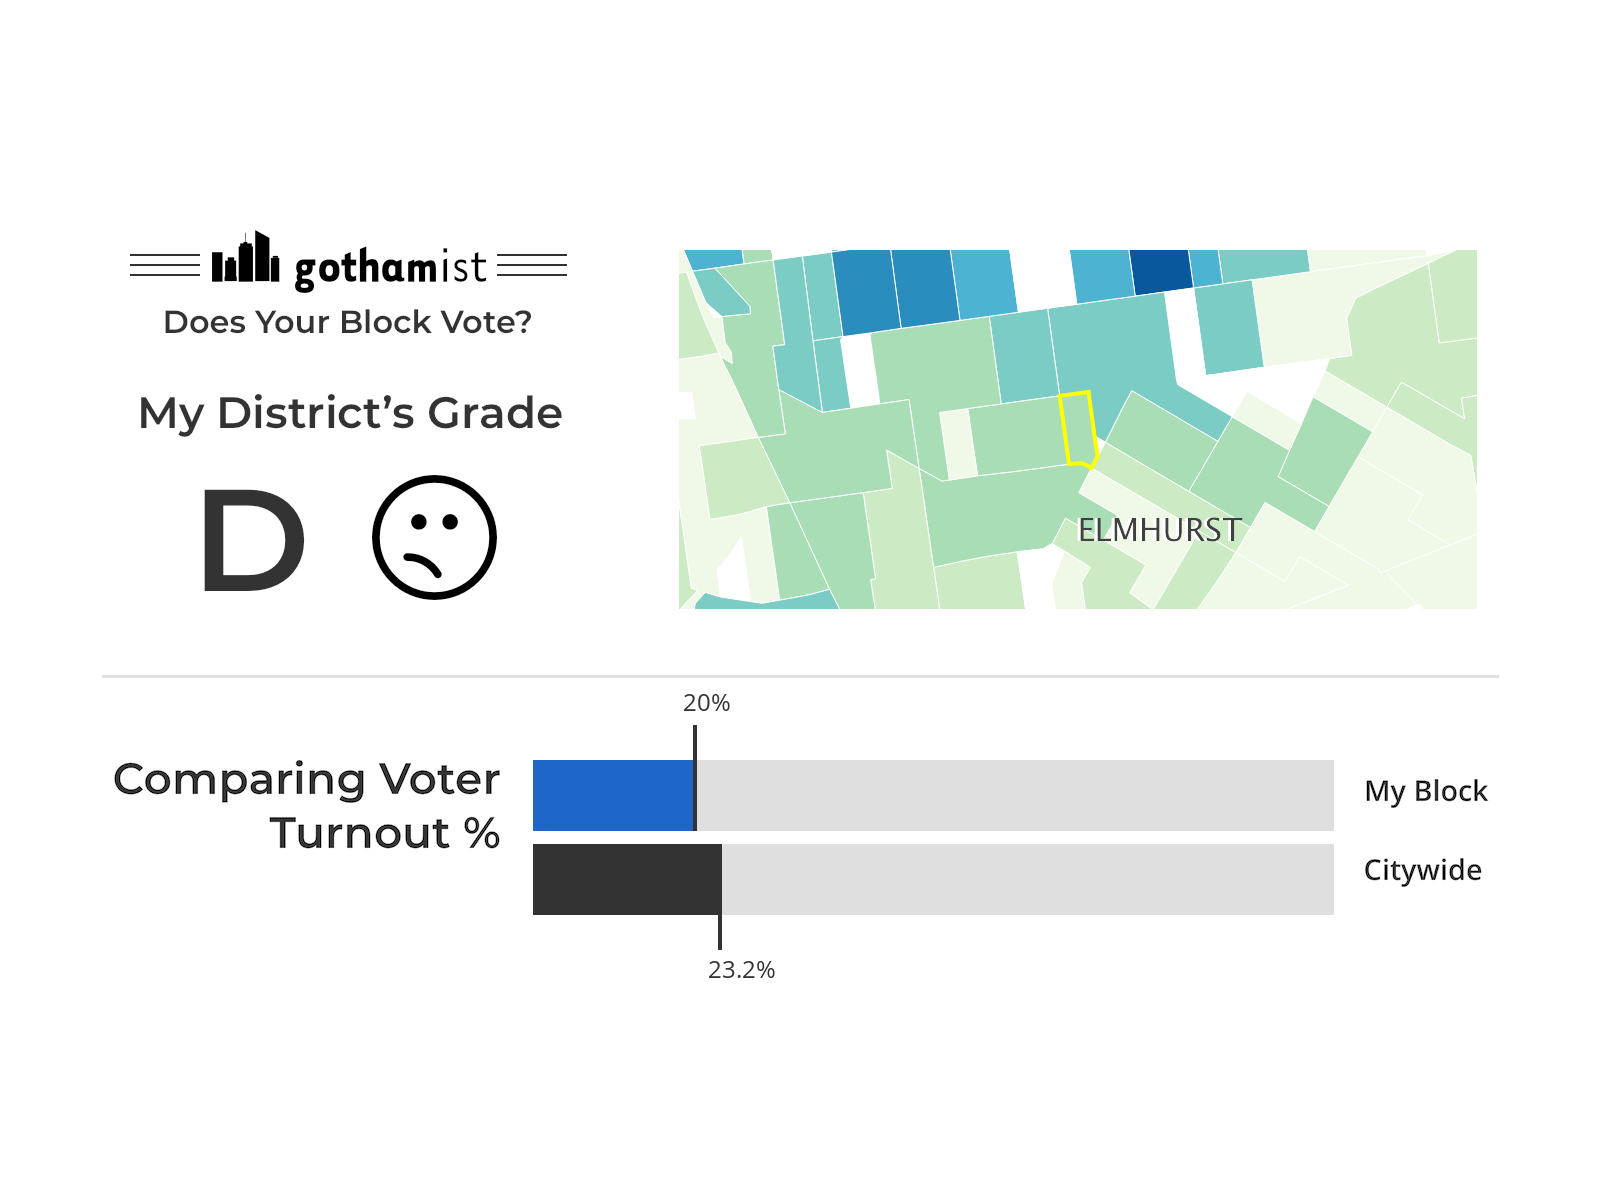 gothamist
Does Your Block Vote?
My District’s Grade
D
ELMHURST
20%
Comparing Voter
Turnout %
My Block
Citywide
23.2%